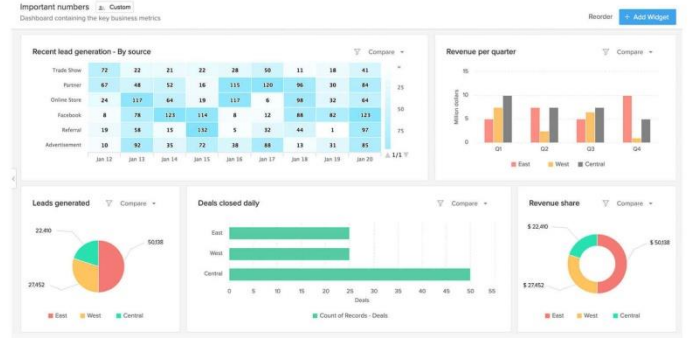 Important numbers Custom
Dashboard containing the key business metrics
Reorder + Add Widget
Recent lead generation - By source Compare
Trade Show 72 22 21 22 28 50 11 18 41
Partner 67 48 52 16 115 120 96 30 84
Online Store 24 117 64 19 117 6 98 32 64
Facebook 8 78 123 114 8 12 88 82 123
Referral 19 58 15 132 5 32 44 1 97
Advertisement 10 92 35 72 38 88 13 31 85
Jan 12 Jan 13 Jan 14 Jan 15 Jan 16 Jan 17 Jan 18 Jan 19 Jan 20
25
50
75
1/1
Revenue per quarter Compare
Million dollars
15
10
5
0
Q1 Q2 Q3 Q4
East West Central
Leads generated Compare
22,410
50,138
27,452
East West Central
Deals closed daily Compare
East
West
Central
0 5 10 15 20 25 30 35 40 45 50 55
Deals
Count of Records - Deals
Revenue share Compare
$ 22,410
$ 50,138
$ 27,452
East West Central